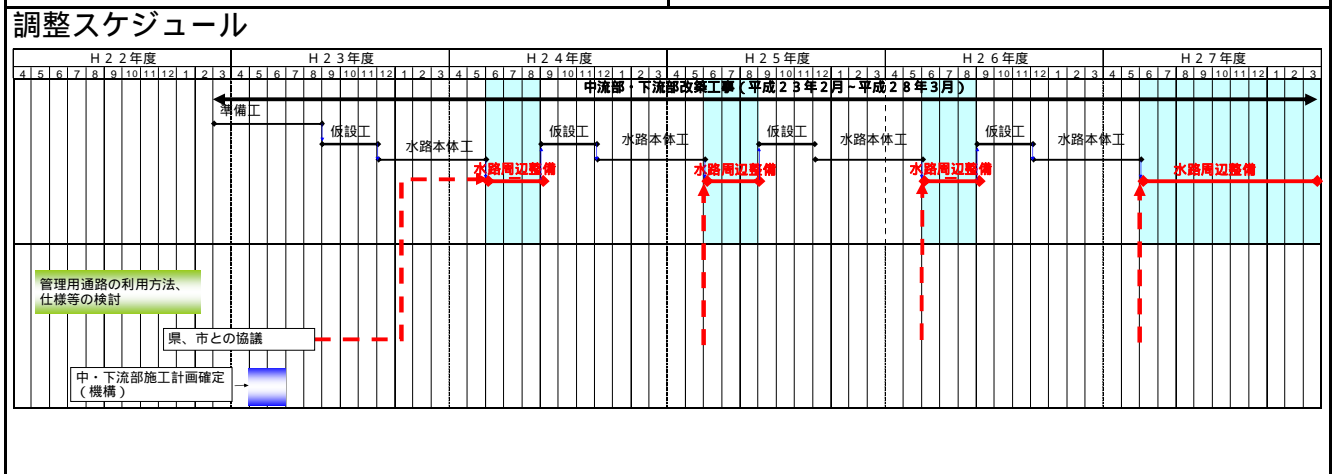 調整スケジュール
H22年度 H23年度 H24年度 H25年度 H26年度 H27年度
4 5 6 7 8 9 10 11 12 1 2 3 4 5 6 7 8 9 10 11 12 1 2 3 4 5 6 7 8 9 10 11 12 1 2 3 4 5 6 7 8 9 10 11 12 1 2 3 4 5 6 7 8 9 10 11 12 1 2 3 4 5 6 7 8 9 10 11 12 1 2 3
中流部・下流部改築工事(平成23年2月~平成28年3月)
準備工
仮設工 仮設工 仮設工 仮設工
水路本体工 水路本体工 水路本体工 水路本体工
水路周辺整備 水路周辺整備 水路周辺整備 水路周辺整備
管理用通路の利用方法、
仕様等の検討
県、市との協議
中・下流部施工計画確定
(機構)